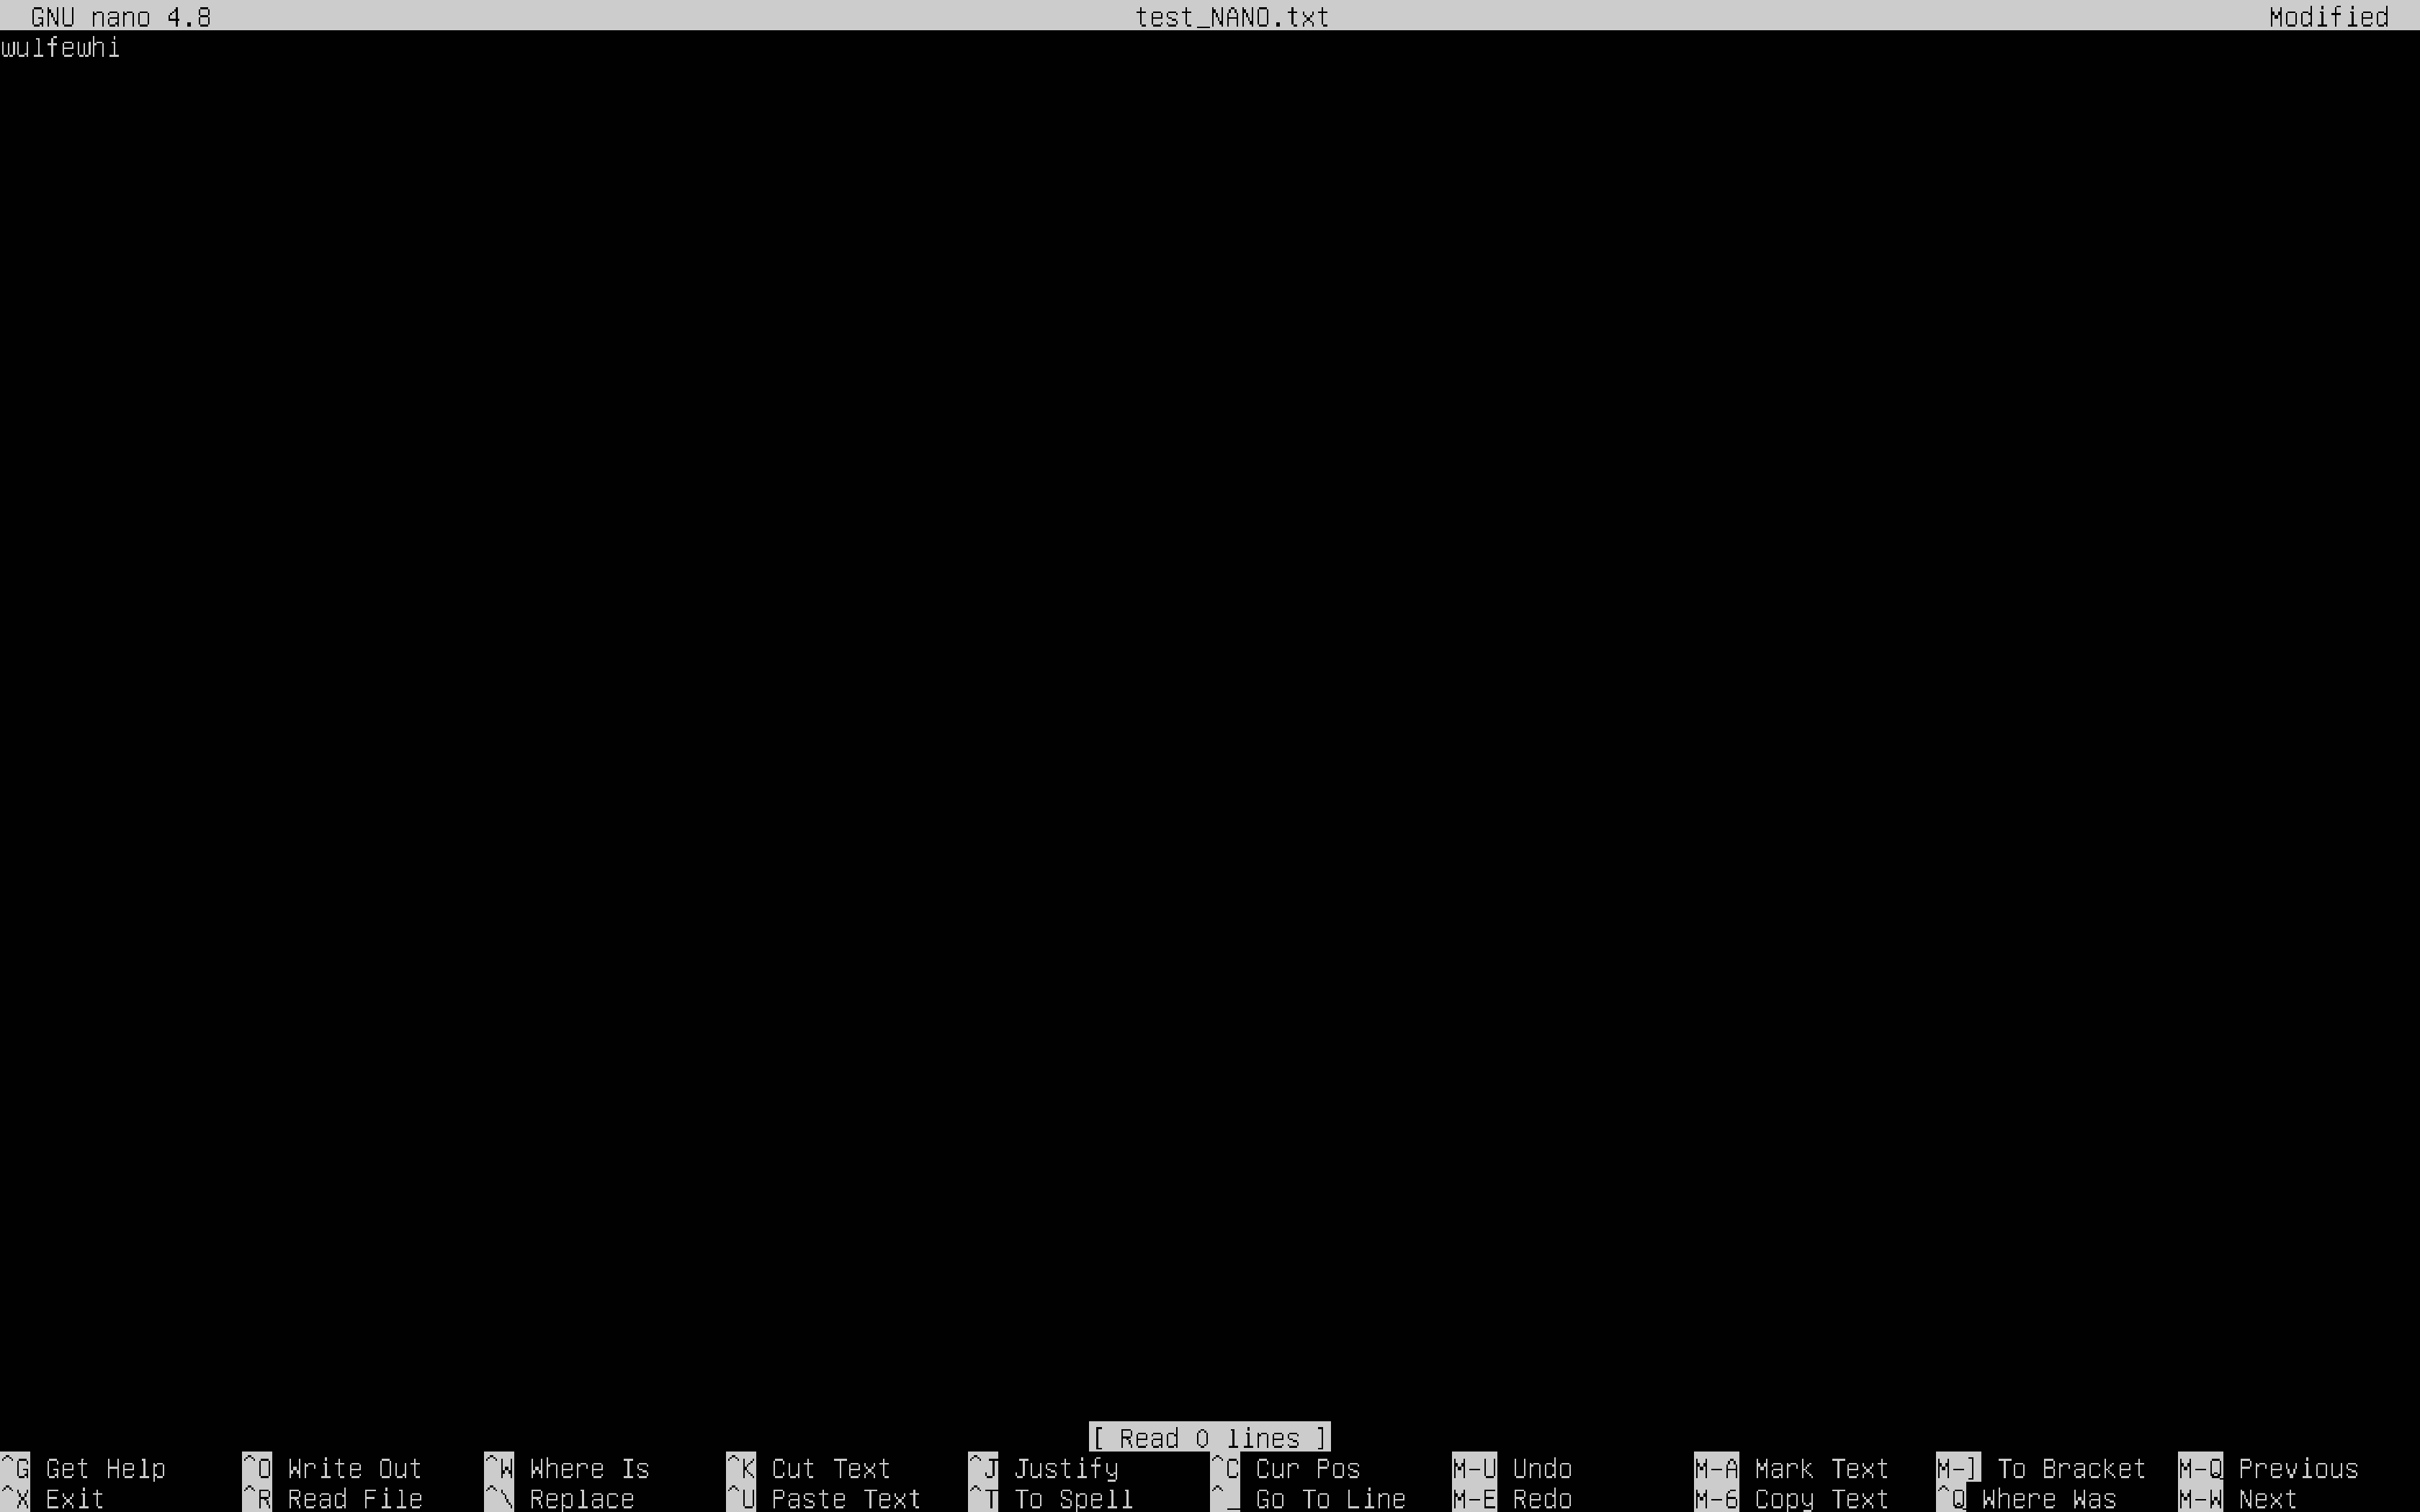 GNU nano 4.8 test_NANO.txt Modified
wulfewhi
[ Read 0 lines ]
^G Get Help ^O Write Out ^W Where Is ^K Cut Text ^J Justify ^C Cur Pos M-U Undo M-A Mark Text M-] To Bracket M-Q Previous
^X Exit ^R Read File ^\ Replace ^U Paste Text ^T To Spell ^_ Go To Line M-E Redo M-6 Copy Text ^Q Where Was M-W Next